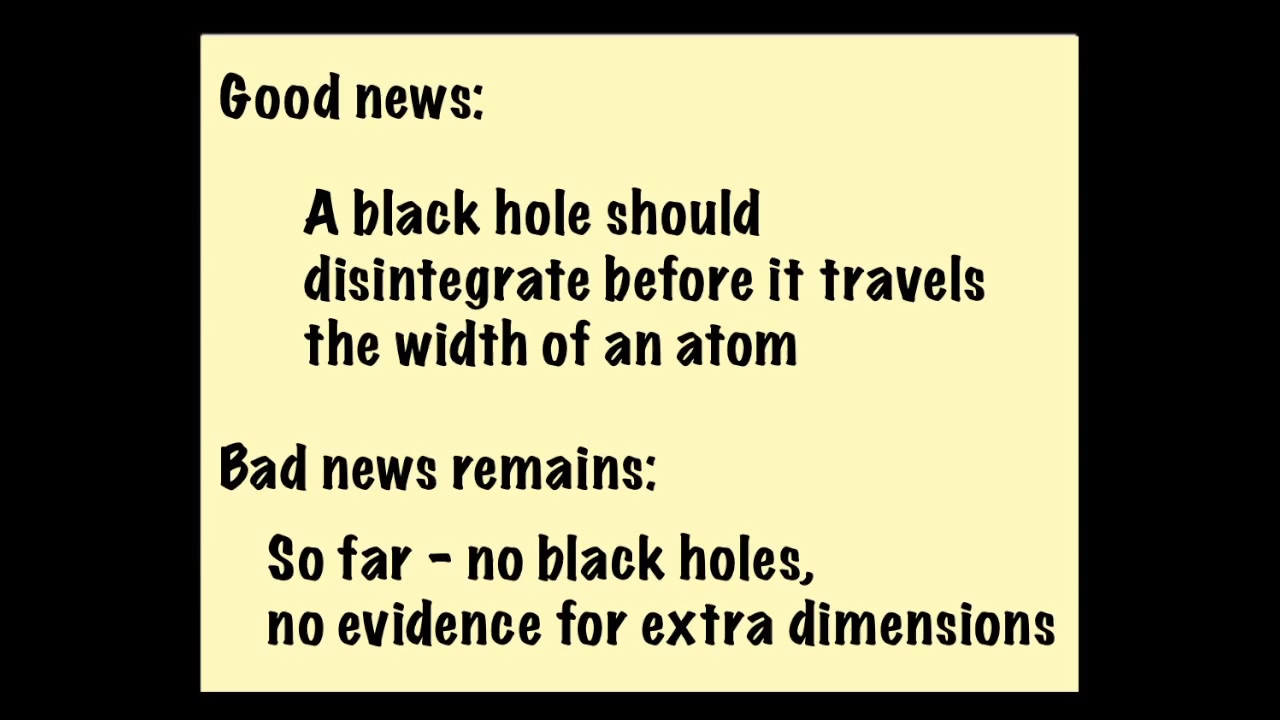 Good news:
A black hole should
disintegrate before it travels
the width of an atom
Bad news remains:
So far - no black holes,
no evidence for extra dimensions